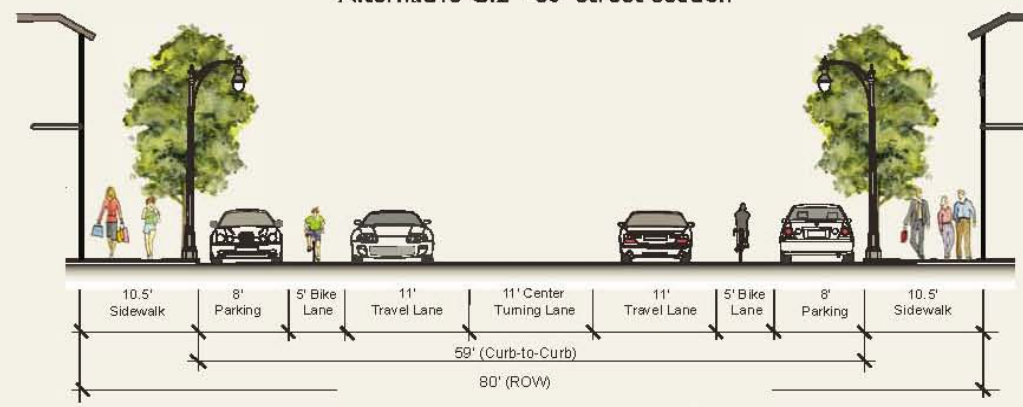 10.5'
Sidewalk
8'
Parking
5' Bike
Lane
11'
Travel Lane
11' Center
Turning Lane
11'
Travel Lane
5' Bike
Lane
8'
Parking
10.5'
Sidewalk
59' (Curb-to-Curb)
80' (ROW)